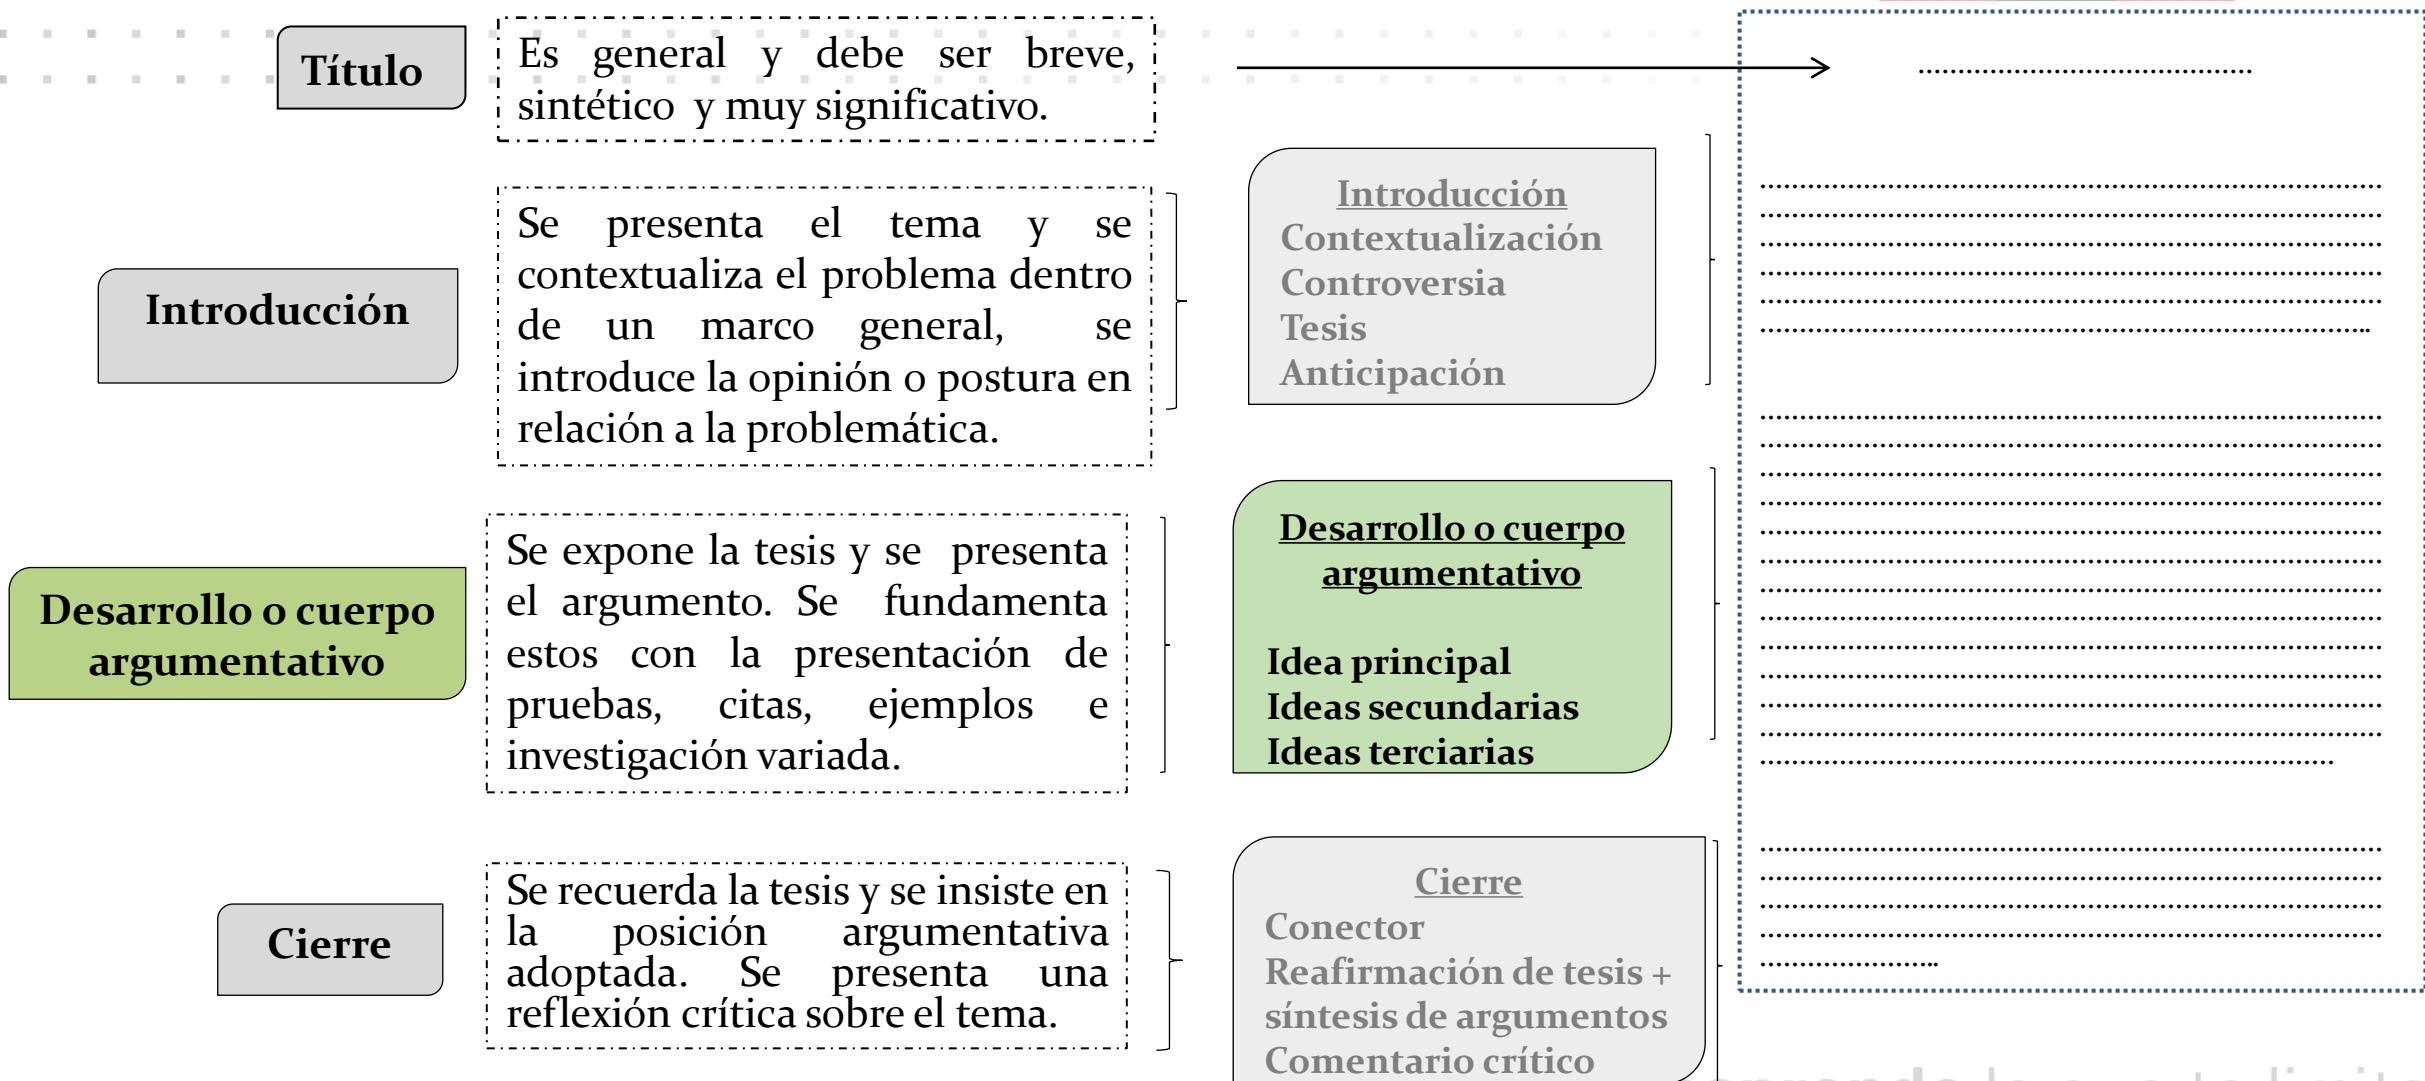 Título
Es general y debe ser breve,
sintético y muy significativo.
Introducción
Se presenta el tema y se
contextualiza el problema dentro
de un marco general, se
introduce la opinión o postura en
relación a la problemática.
Introducción
Contextualización
Controversia
Tesis
Anticipación
Desarrollo o cuerpo
argumentativo
Se expone la tesis y se presenta
el argumento. Se fundamenta
estos con la presentación de
pruebas, citas, ejemplos e
investigación variada.
Desarrollo o cuerpo
argumentativo
Idea principal
Ideas secundarias
Ideas terciarias
Cierre
Se recuerda la tesis y se insiste en
la posición argumentativa
adoptada. Se presenta una
reflexión crítica sobre el tema.
Cierre
Conector
Reafirmación de tesis +
síntesis de argumentos
Comentario crítico